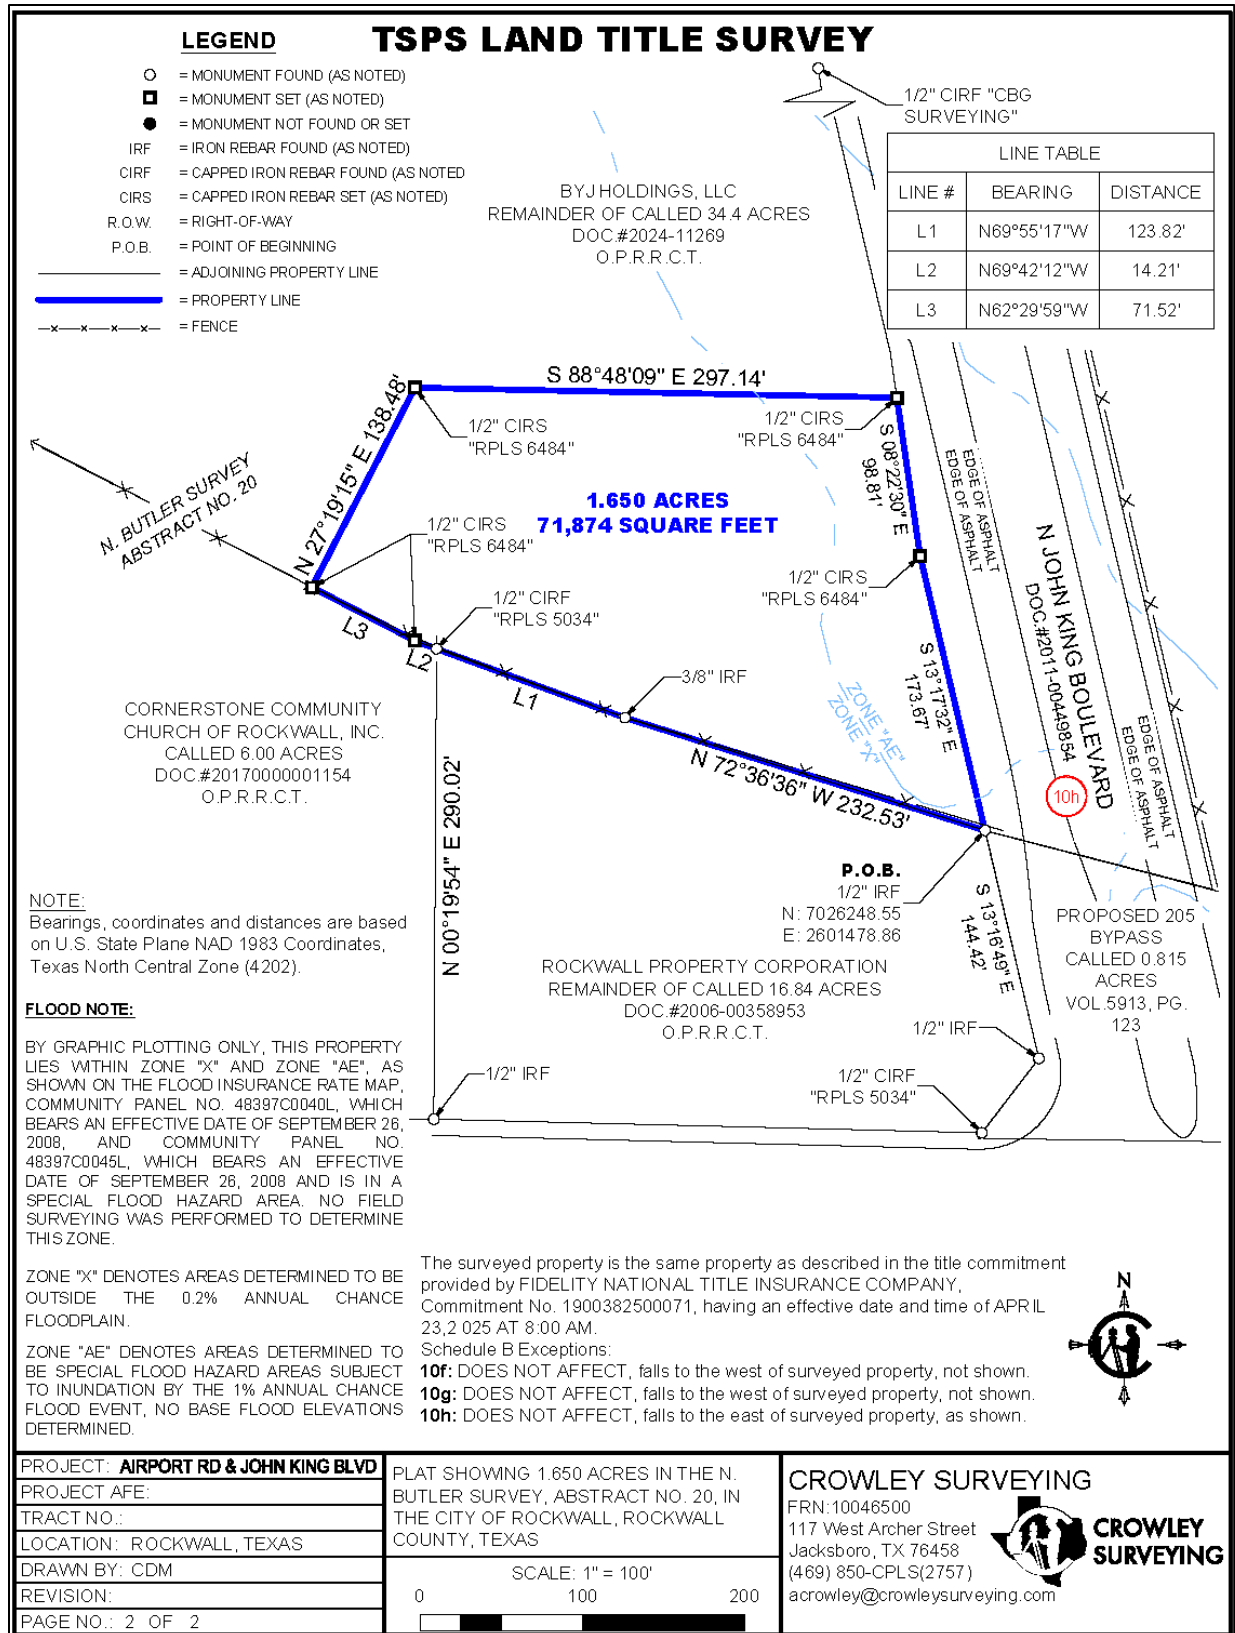 LEGEND
TSPS LAND TITLE SURVEY
= MONUMENT FOUND (AS NOTED)
= MONUMENT SET (AS NOTED)
= MONUMENT NOT FOUND OR SET
IRF = IRON REBAR FOUND (AS NOTED)
CIRF = CAPPED IRON REBAR FOUND (AS NOTED
CIRS = CAPPED IRON REBAR SET (AS NOTED)
R.O.W. = RIGHT-OF-WAY
P.O.B. = POINT OF BEGINNING
= ADJOINING PROPERTY LINE
= PROPERTY LINE
= FENCE
1/2" CIRF "CBG
SURVEYING"
LINE TABLE
LINE # BEARING DISTANCE
L1 N69°55'17"W 123.82'
L2 N69°42'12"W 14.21'
L3 N62°29'59"W 71.52'
BYJ HOLDINGS, LLC
REMAINDER OF CALLED 34.4 ACRES
DOC.#2024-11269
O.P.R.R.C.T.
S 88°48'09" E 297.14'
N 27°19'15" E 138.48'
1/2" CIRS
"RPLS 6484"
1/2" CIRS
"RPLS 6484"
S 08°22'30" E
98.81'
EDGE OF ASPHALT
EDGE OF ASPHALT
N. BUTLER SURVEY
ABSTRACT NO. 20
1.650 ACRES
71,874 SQUARE FEET
1/2" CIRS
"RPLS 6484"
1/2" CIRS
"RPLS 6484"
1/2" CIRF
"RPLS 5034"
N JOHN KING BOULEVARD
DOC.#2011-00449854
L3
L2
L1
3/8" IRF
S 13°17'32" E
173.67'
ZONE "AE"
ZONE "X"
N 72°36'36" W 232.53'
EDGE OF ASPHALT
EDGE OF ASPHALT
10h
CORNERSTONE COMMUNITY
CHURCH OF ROCKWALL, INC.
CALLED 6.00 ACRES
DOC.#20170000001154
O.P.R.R.C.T.
N 00°19'54" E 290.02'
P.O.B.
1/2" IRF
N: 7026248.55
E: 2601478.86
S 13°16'49" E
144.42'
PROPOSED 205
BYPASS
CALLED 0.815
ACRES
VOL.5913, PG.
123
NOTE:
Bearings, coordinates and distances are based
on U.S. State Plane NAD 1983 Coordinates,
Texas North Central Zone (4202).
ROCKWALL PROPERTY CORPORATION
REMAINDER OF CALLED 16.84 ACRES
DOC.#2006-00358953
O.P.R.R.C.T.
1/2" IRF
1/2" IRF
1/2" CIRF
"RPLS 5034"
FLOOD NOTE:
BY GRAPHIC PLOTTING ONLY, THIS PROPERTY
LIES WITHIN ZONE "X" AND ZONE "AE", AS
SHOWN ON THE FLOOD INSURANCE RATE MAP,
COMMUNITY PANEL NO. 48397C0040L, WHICH
BEARS AN EFFECTIVE DATE OF SEPTEMBER 26,
2008, AND COMMUNITY PANEL NO.
48397C0045L, WHICH BEARS AN EFFECTIVE
DATE OF SEPTEMBER 26, 2008 AND IS IN A
SPECIAL FLOOD HAZARD AREA. NO FIELD
SURVEYING WAS PERFORMED TO DETERMINE
THIS ZONE.
ZONE "X" DENOTES AREAS DETERMINED TO BE
OUTSIDE THE 0.2% ANNUAL CHANCE
FLOODPLAIN.
ZONE "AE" DENOTES AREAS DETERMINED TO
BE SPECIAL FLOOD HAZARD AREAS SUBJECT
TO INUNDATION BY THE 1% ANNUAL CHANCE
FLOOD EVENT, NO BASE FLOOD ELEVATIONS
DETERMINED.
The surveyed property is the same property as described in the title commitment
provided by FIDELITY NATIONAL TITLE INSURANCE COMPANY,
Commitment No. 1900382500071, having an effective date and time of APRIL
23,2 025 AT 8:00 AM.
Schedule B Exceptions:
10f: DOES NOT AFFECT, falls to the west of surveyed property, not shown.
10g: DOES NOT AFFECT, falls to the west of surveyed property, not shown.
10h: DOES NOT AFFECT, falls to the east of surveyed property, as shown.
N
PROJECT: AIRPORT RD & JOHN KING BLVD
PROJECT AFE:
TRACT NO.:
LOCATION: ROCKWALL, TEXAS
DRAWN BY: CDM
REVISION:
PAGE NO.: 2 OF 2
PLAT SHOWING 1.650 ACRES IN THE N.
BUTLER SURVEY, ABSTRACT NO. 20, IN
THE CITY OF ROCKWALL, ROCKWALL
COUNTY, TEXAS
SCALE: 1" = 100'
0 100 200
CROWLEY SURVEYING
FRN:10046500
117 West Archer Street
Jacksboro, TX 76458
(469) 850-CPLS(2757)
acrowley@crowleysurveying.com
CROWLEY
SURVEYING